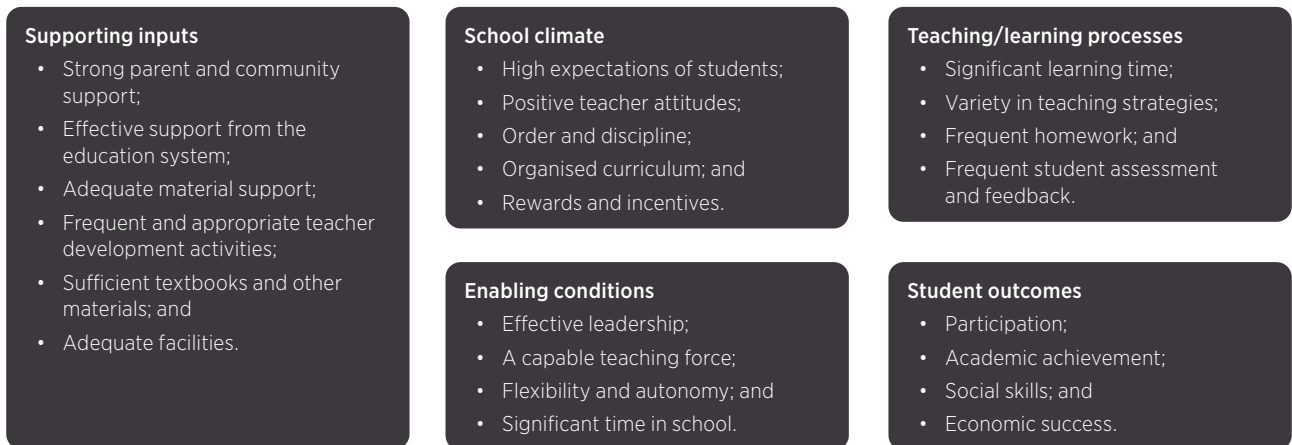 Supporting inputs
• Strong parent and community
support;
• Effective support from the
education system;
• Adequate material support;
• Frequent and appropriate teacher
development activities;
• Sufficient textbooks and other
materials; and
• Adequate facilities.
School climate
• High expectations of students;
• Positive teacher attitudes;
• Order and discipline;
• Organised curriculum; and
• Rewards and incentives.
Enabling conditions
• Effective leadership;
• A capable teaching force;
• Flexibility and autonomy; and
• Significant time in school.
Teaching/learning processes
• Significant learning time;
• Variety in teaching strategies;
• Frequent homework; and
• Frequent student assessment
and feedback.
Student outcomes
• Participation;
• Academic achievement;
• Social skills; and
• Economic success.